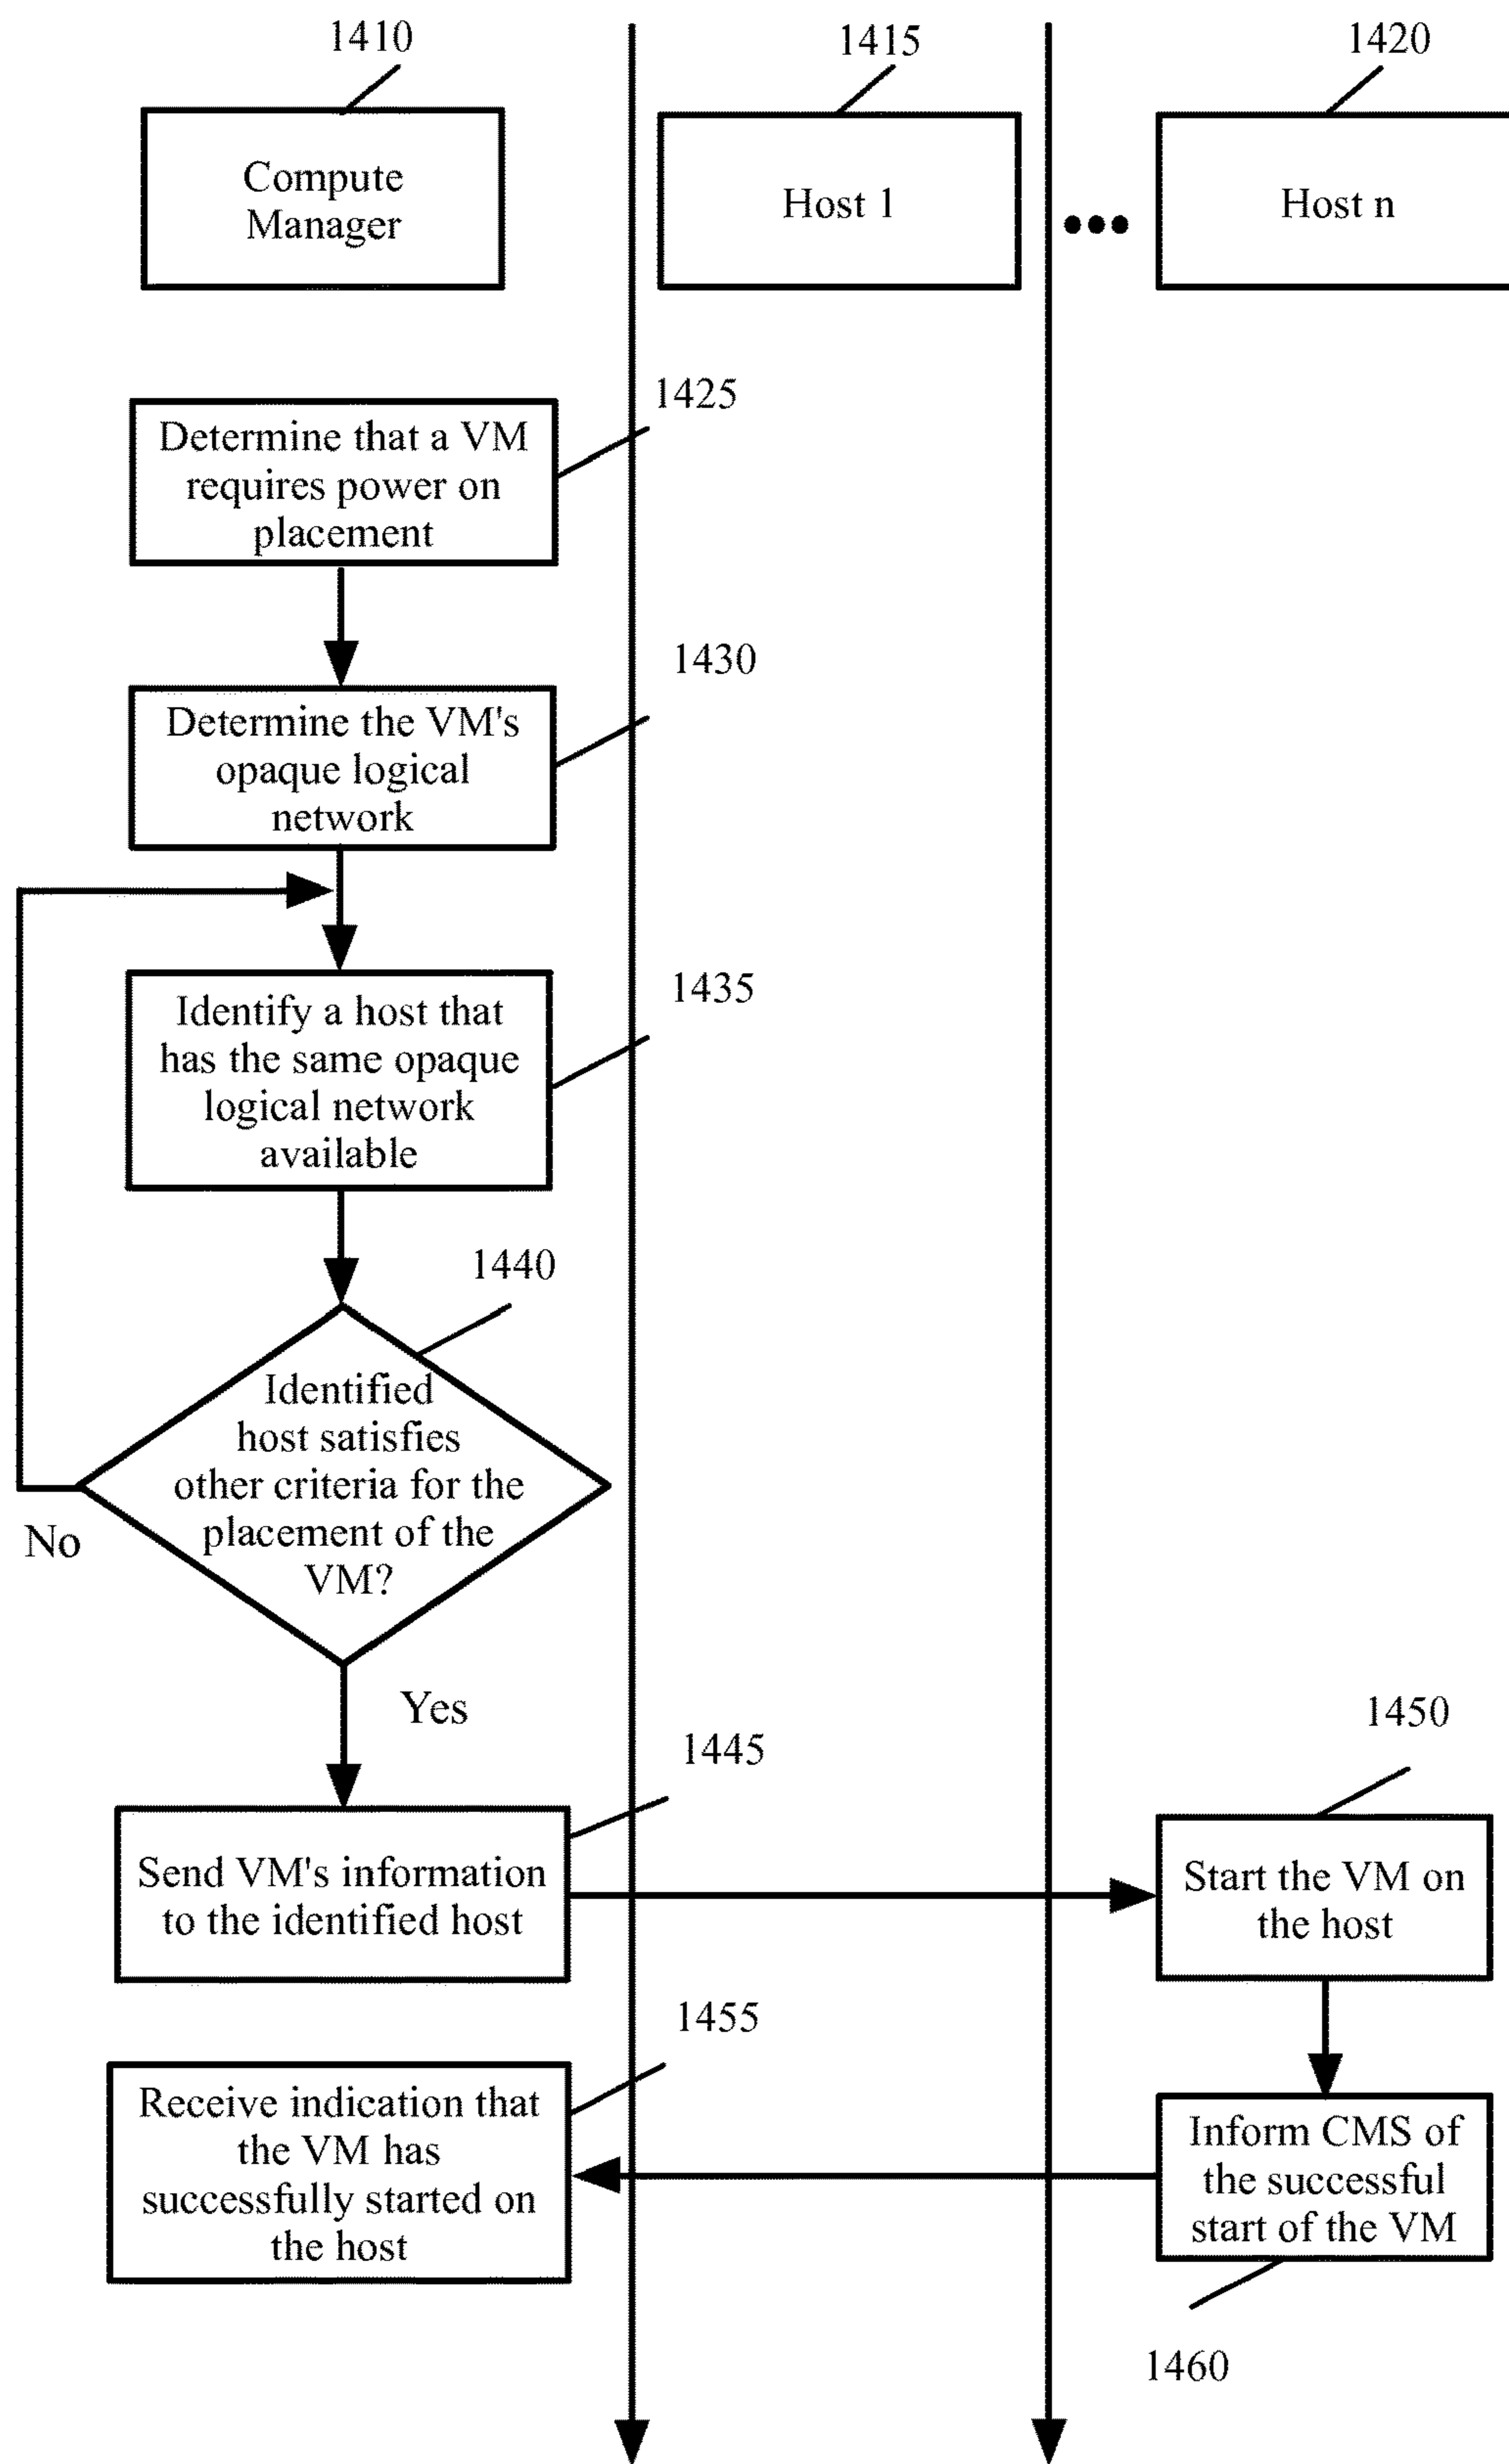 1410
1415
1420
Compute
Manager
Host 1
Host n
1425
Determine that a VM
requires power on
placement
1430
Determine the VM's
opaque logical
network
1435
Identify a host that
has the same opaque
logical network
available
1440
Identified
host satisfies
other criteria for the
placement of the
VM?
No
Yes
1445
1450
Send VM's information
to the identified host
Start the VM on
the host
1455
Receive indication that
the VM has
successfully started on
the host
Inform CMS of
the successful
start of the VM
1460